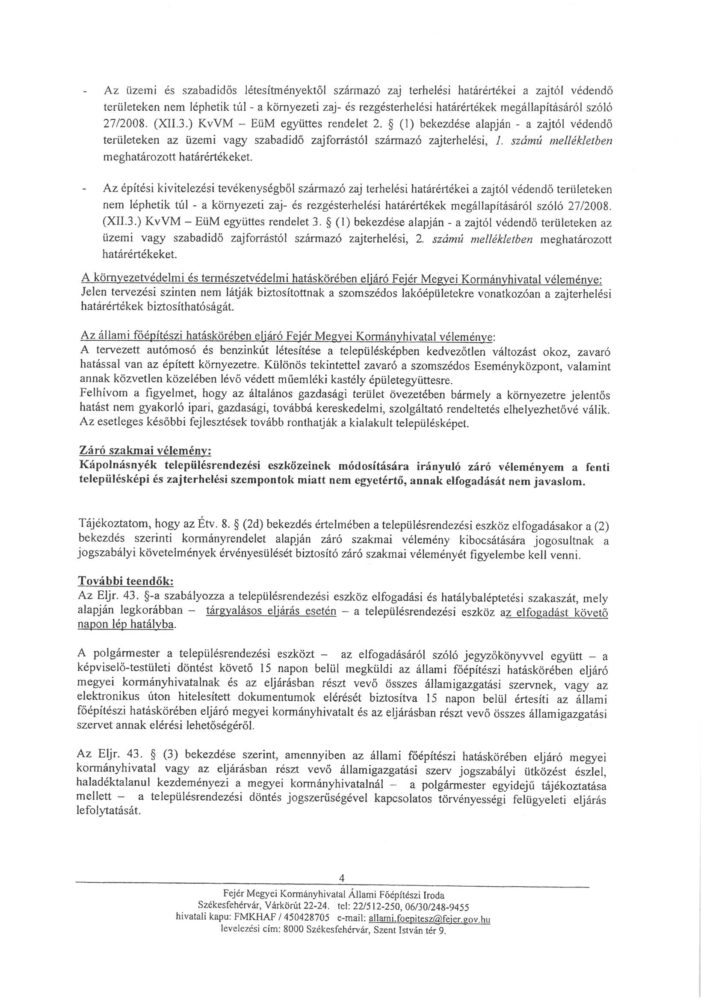 - Az üzemi és szabadidős létesítményektől származó zaj terhelési határértékei a zajtól védendő
területeken nem léphetik túl - a környezeti zaj- és rezgésterhelési határértékek megállapításáról szóló
27/2008. (XII.3.) KvVM – EüM együttes rendelet 2. § (1) bekezdése alapján - a zajtól védendő
területeken az üzemi vagy szabadidő zajforrástól származó zajterhelési, 1. számú mellékletben
meghatározott határértékeket.
- Az építési kivitelezési tevékenységből származó zaj terhelési határértékei a zajtól védendő területeken
nem léphetik túl - a környezeti zaj- és rezgésterhelési határértékek megállapításáról szóló 27/2008.
(XII.3.) KvVM – EüM együttes rendelet 3. § (1) bekezdése alapján - a zajtól védendő területeken az
üzemi vagy szabadidő zajforrástól származó zajterhelési, 2. számú mellékletben meghatározott
határértékeket.
A környezetvédelmi és természetvédelmi hatáskörében eljáró Fejér Megyei Kormányhivatal véleménye:
Jelen tervezési szinten nem látják biztosítottnak a szomszédos lakóépületekre vonatkozóan a zajterhelési
határértékek biztosíthatóságát.
Az állami főépítészi hatáskörében eljáró Fejér Megyei Kormányhivatal véleménye:
A tervezett autómosó és benzinkút létesítése a településképben kedvezőtlen változást okoz, zavaró
hatással van az épített környezetre. Különös tekintettel zavaró a szomszédos Eseményközpont, valamint
annak közvetlen közelében lévő védett műemléki kastély épületegyüttesre.
Felhívom a figyelmet, hogy az általános gazdasági terület övezetében bármely a környezetre jelentős
hatást nem gyakorló ipari, gazdasági, továbbá kereskedelmi, szolgáltató rendeltetés elhelyezhetővé válik.
Az esetleges későbbi fejlesztések tovább ronthatják a kialakult településképet.
Záró szakmai vélemény:
Kápolnásnyék településrendezési eszközeinek módosítására irányuló záró véleményem a fenti
településképi és zajterhelési szempontok miatt nem egyetértő, annak elfogadását nem javaslom.
Tájékoztatom, hogy az Étv. 8. § (2d) bekezdés értelmében a településrendezési eszköz elfogadásakor a (2)
bekezdés szerinti kormányrendelet alapján záró szakmai vélemény kibocsátására jogosultnak a
jogszabályi követelmények érvényesülését biztosító záró szakmai véleményét figyelembe kell venni.
További teendők:
Az Eljr. 43. §-a szabályozza a településrendezési eszköz elfogadási és hatálybaléptetési szakaszát, mely
alapján legkorábban – tárgyalásos eljárás esetén – a településrendezési eszköz az elfogadást követő
napon lép hatályba.
A polgármester a településrendezési eszközt – az elfogadásáról szóló jegyzőkönyvvel együtt – a
képviselő-testületi döntést követő 15 napon belül megküldi az állami főépítészi hatáskörében eljáró
megyei kormányhivatalnak és az eljárásban részt vevő összes államigazgatási szervnek, vagy az
elektronikus úton hitelesített dokumentumok elérését biztosítva 15 napon belül értesíti az állami
főépítészi hatáskörében eljáró megyei kormányhivatalt és az eljárásban részt vevő összes államigazgatási
szervet annak elérési lehetőségéről.
Az Eljr. 43. § (3) bekezdése szerint, amennyiben az állami főépítészi hatáskörében eljáró megyei
kormányhivatal vagy az eljárásban részt vevő államigazgatási szerv jogszabályi ütközést észlel,
haladéktalanul kezdeményezi a megyei kormányhivatalnál – a polgármester egyidejű tájékoztatása
mellett – a településrendezési döntés jogszerűségével kapcsolatos törvényességi felügyeleti eljárás
lefolytatását.
4
Fejér Megyei Kormányhivatal Állami Főépítészi Iroda
Székesfehérvár, Várkörút 22-24. tel: 22/512-250, 06/30/248-9455
hivatali kapu: FMKHAF / 450428705 e-mail: allami.foepitesz@fejer.gov.hu
levelezési cím: 8000 Székesfehérvár, Szent István tér 9.